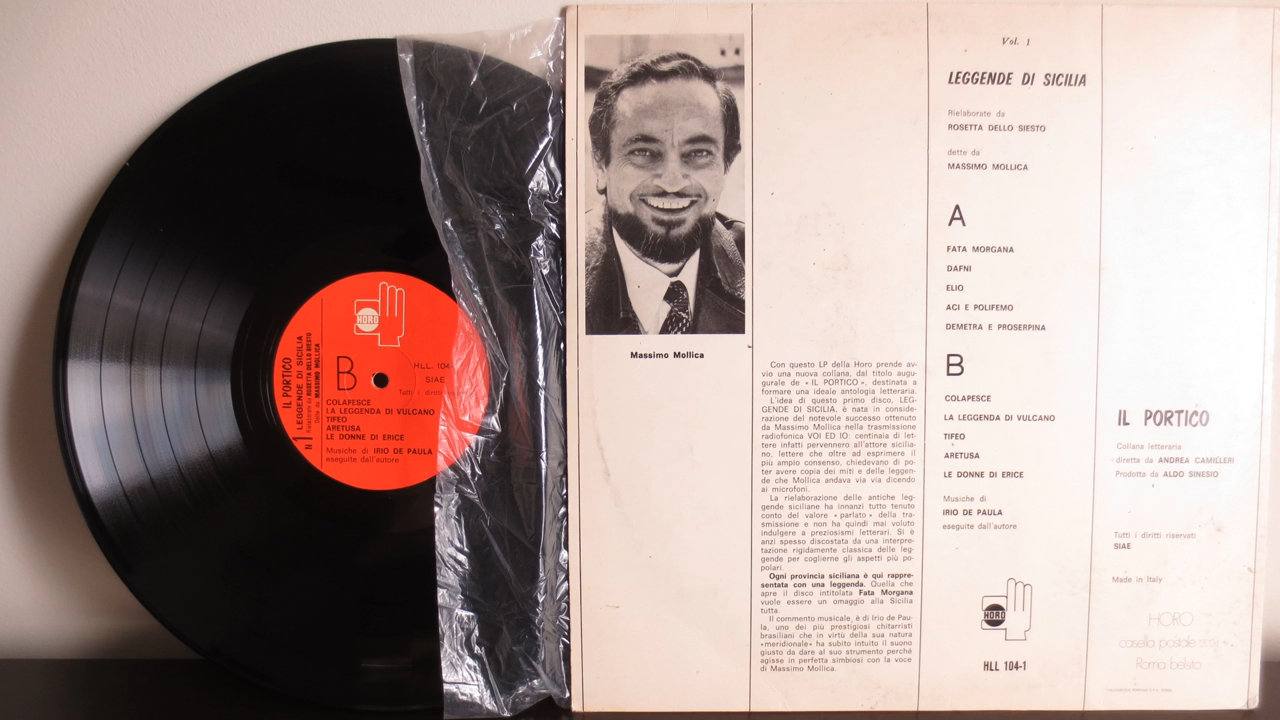 HORO
B
HLL. 104
SIAE
Tutti i diritti
COLAPESCE
LA LEGGENDA DI VULCANO
TIFEO
ARETUSA
LE DONNE DI ERICE
Musiche di IRIO DE PAULA
eseguite dall'autore
IL PORTICO
N 1 LEGGENDE DI SICILIA
Rielaborate da ROSETTA DELLO SIESTO
Dette da MASSIMO MOLLICA
Massimo Mollica
Con questo LP della Horo prende av-
vio una nuova collana, dal titolo augu-
gurale de « IL PORTICO », destinata a
formare una ideale antologia letteraria.
L'idea di questo primo disco, LEG-
GENDE DI SICILIA, è nata in conside-
razione del notevole successo ottenuto
da Massimo Mollica nella trasmissione
radiofonica VOI ED IO: centinaia di let-
tere infatti pervennero all'attore sicilia-
no, lettere che oltre ad esprimere il
più ampio consenso, chiedevano di po-
ter avere copia dei miti e delle leggen-
de che Mollica andava via via dicendo
ai microfoni.
La rielaborazione delle antiche leg-
gende siciliane ha innanzi tutto tenuto
conto del valore « parlato » della tra-
smissione e non ha quindi mai voluto
indulgere a preziosismi letterari. Si è
anzi spesso discostata da una interpre-
tazione rigidamente classica delle leg-
gende per coglierne gli aspetti più po-
polari.
Ogni provincia siciliana è qui rappre-
sentata con una leggenda. Quella che
apre il disco intitolata Fata Morgana
vuole essere un omaggio alla Sicilia
tutta.
Il commento musicale è di Irio de Pau-
la, uno dei più prestigiosi chitarristi
brasiliani che in virtù della sua natura
«meridionale» ha subito intuito il suono
giusto da dare al suo strumento perché
agisse in perfetta simbiosi con la voce
di Massimo Mollica.
Vol. 1
LEGGENDE DI SICILIA
Rielaborate da
ROSETTA DELLO SIESTO
dette da
MASSIMO MOLLICA
A
FATA MORGANA
DAFNI
ELIO
ACI E POLIFEMO
DEMETRA E PROSERPINA
B
COLAPESCE
LA LEGGENDA DI VULCANO
TIFEO
ARETUSA
LE DONNE DI ERICE
Musiche di
IRIO DE PAULA
eseguite dall'autore
HORO
HLL 104-1
IL PORTICO
Collana letteraria
diretta da ANDREA CAMILLERI
Prodotta da ALDO SINESIO
Tutti i diritti riservati
SIAE
Made in Italy
HORO
casella postale
Roma belsito